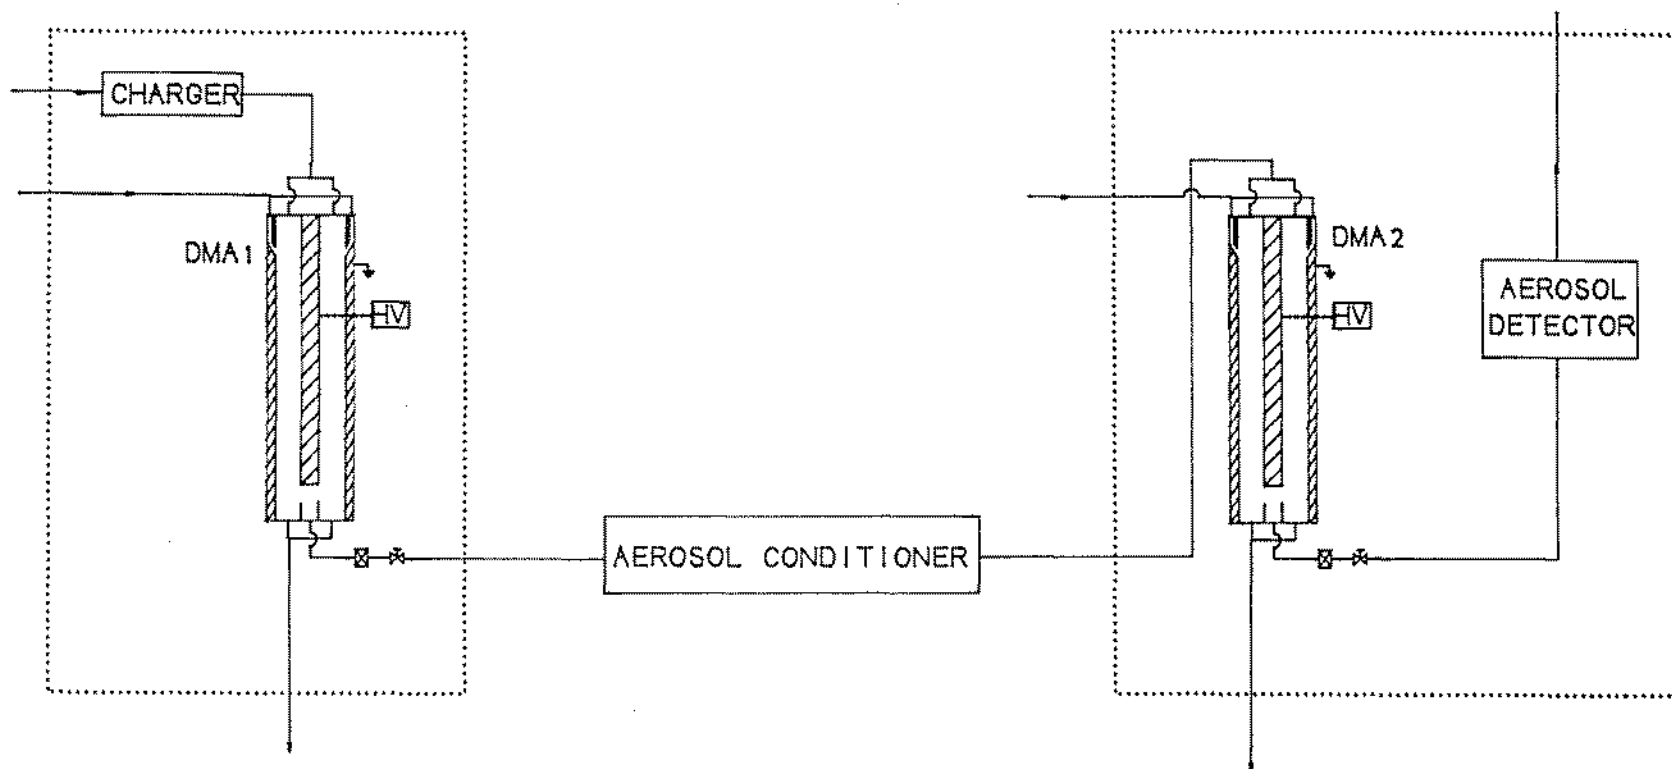 CHARGER
DMA1
HV
AEROSOL CONDITIONER
DMA2
HV
AEROSOL
DETECTOR